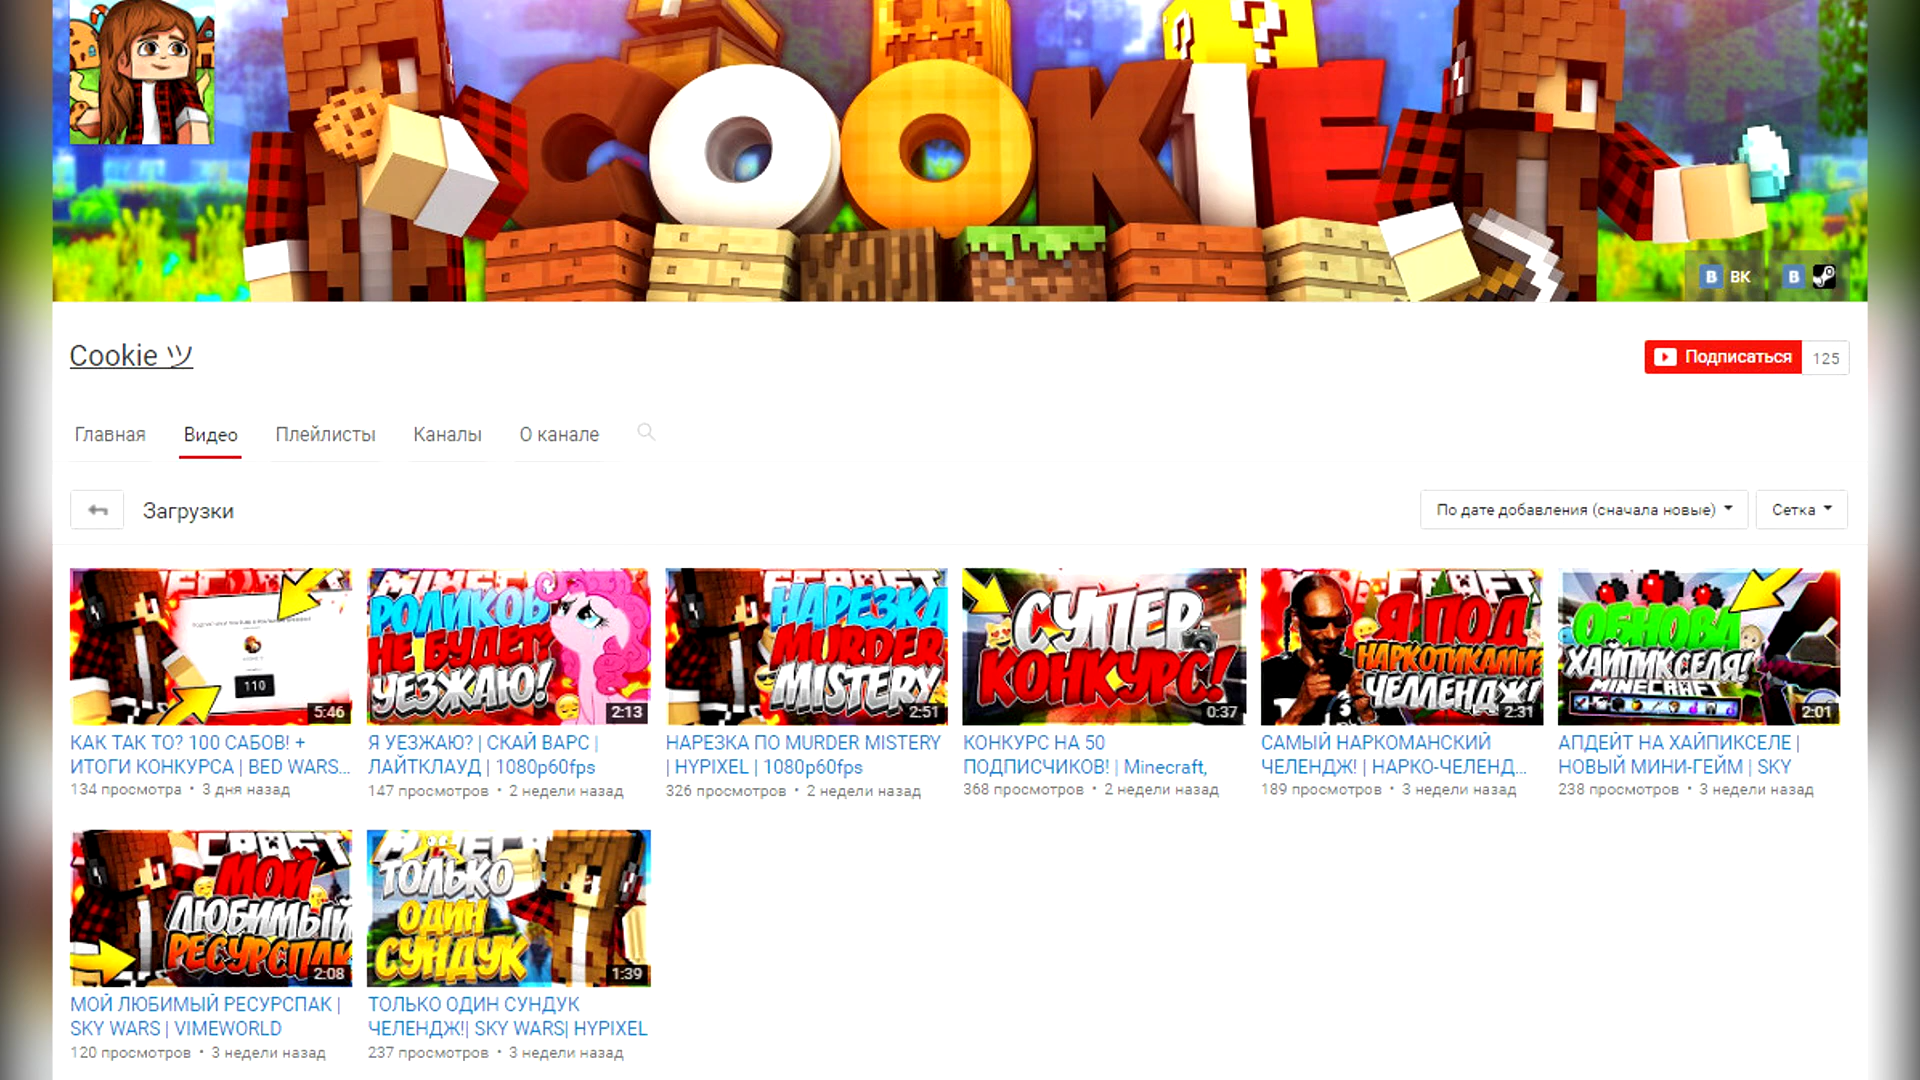 COOKIE
ВК
Cookie ツ
Подписаться 125
Главная Видео Плейлисты Каналы О канале
Загрузки
По дате добавления (сначала новые) Сетка
110
5:46
MINECRAFT
РОЛИКОВ
НЕ БУДЕТ?
УЕЗЖАЮ!
2:13
НАРЕЗКА
MURDER
MISTERY
2:51
СУПЕР
КОНКУРС!
0:37
Я ПОД
НАРКОТИКАМИ?
ЧЕЛЛЕНДЖ!
2:31
ОБНОВА
ХАЙПИКСЕЛЯ!
MINECRAFT
2:01
КАК ТАК ТО? 100 САБОВ! +
ИТОГИ КОНКУРСА | BED WARS...
134 просмотра • 3 дня назад
Я УЕЗЖАЮ? | СКАЙ ВАРС |
ЛАЙТКЛАУД | 1080p60fps
147 просмотров • 2 недели назад
НАРЕЗКА ПО MURDER MISTERY
| HYPIXEL | 1080p60fps
326 просмотров • 2 недели назад
КОНКУРС НА 50
ПОДПИСЧИКОВ! | Minecraft,
368 просмотров • 2 недели назад
САМЫЙ НАРКОМАНСКИЙ
ЧЕЛЕНДЖ! | НАРКО-ЧЕЛЕНД...
189 просмотров • 3 недели назад
АПДЕЙТ НА ХАЙПИКСЕЛЕ |
НОВЫЙ МИНИ-ГЕЙМ | SKY
238 просмотров • 3 недели назад
МОЙ
ЛЮБИМЫЙ
РЕСУРСПАК
2:08
ТОЛЬКО
ОДИН
СУНДУК
1:39
МОЙ ЛЮБИМЫЙ РЕСУРСПАК |
SKY WARS | VIMEWORLD
120 просмотров • 3 недели назад
ТОЛЬКО ОДИН СУНДУК
ЧЕЛЕНДЖ!| SKY WARS| HYPIXEL
237 просмотров • 3 недели назад